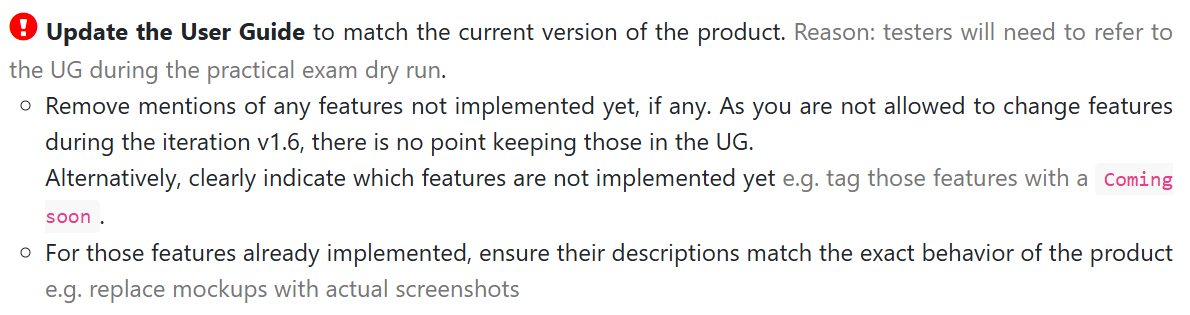 Update the User Guide to match the current version of the product. Reason: testers will need to refer to
the UG during the practical exam dry run.
Remove mentions of any features not implemented yet, if any. As you are not allowed to change features
during the iteration v1.6, there is no point keeping those in the UG.
Alternatively, clearly indicate which features are not implemented yet e.g. tag those features with a Coming
soon .
For those features already implemented, ensure their descriptions match the exact behavior of the product
e.g. replace mockups with actual screenshots